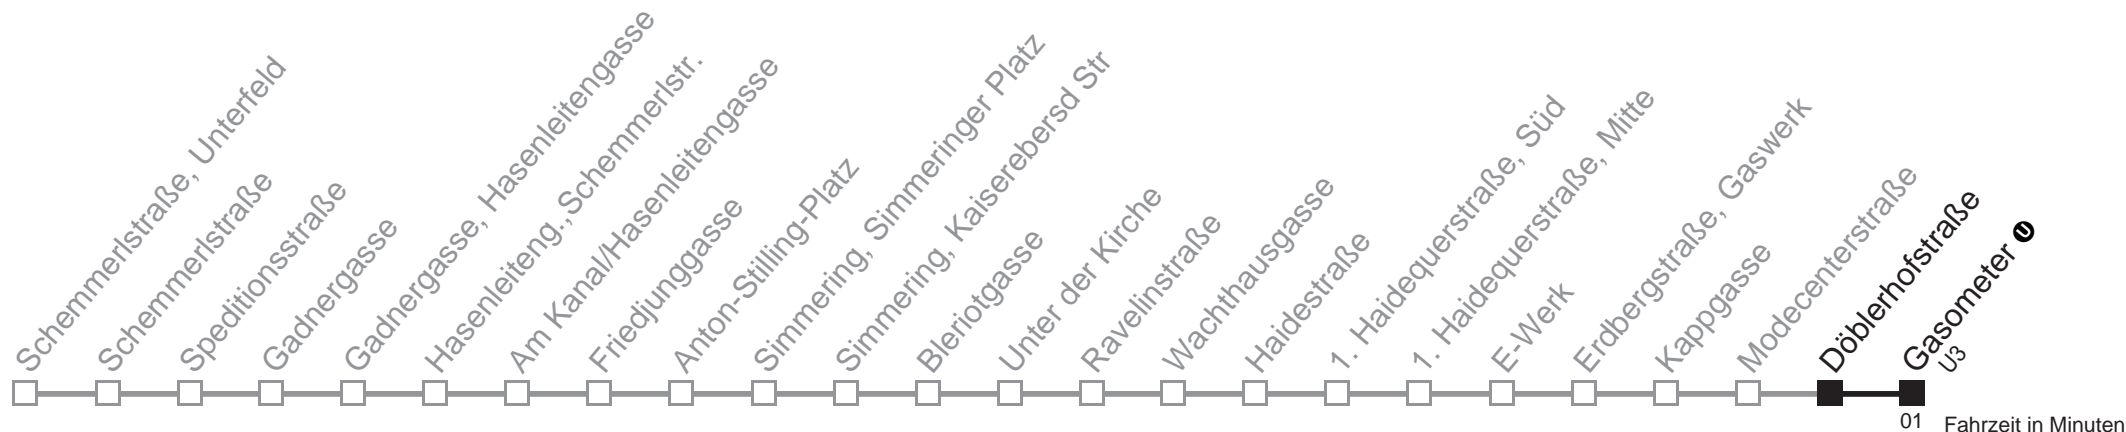 Schemmerlstraße, Unterfeld
Schemmerlstraße
Speditionsstraße
Gadnergasse
Gadnergasse, Hasenleitengasse
Hasenleiteng.,Schemmerlstr.
Am Kanal/Hasenleitengasse
Friedjunggasse
Anton-Stilling-Platz
Simmering, Simmeringer Platz
Simmering, Kaiserebersd Str
Bleriotgasse
Unter der Kirche
Ravelinstraße
Wachthausgasse
Haidestraße
1. Haidequerstraße, Süd
1. Haidequerstraße, Mitte
E-Werk
Erdbergstraße, Gaswerk
Kappgasse
Modecenterstraße
Döblerhofstraße
Gasometer U
U3
01 Fahrzeit in Minuten